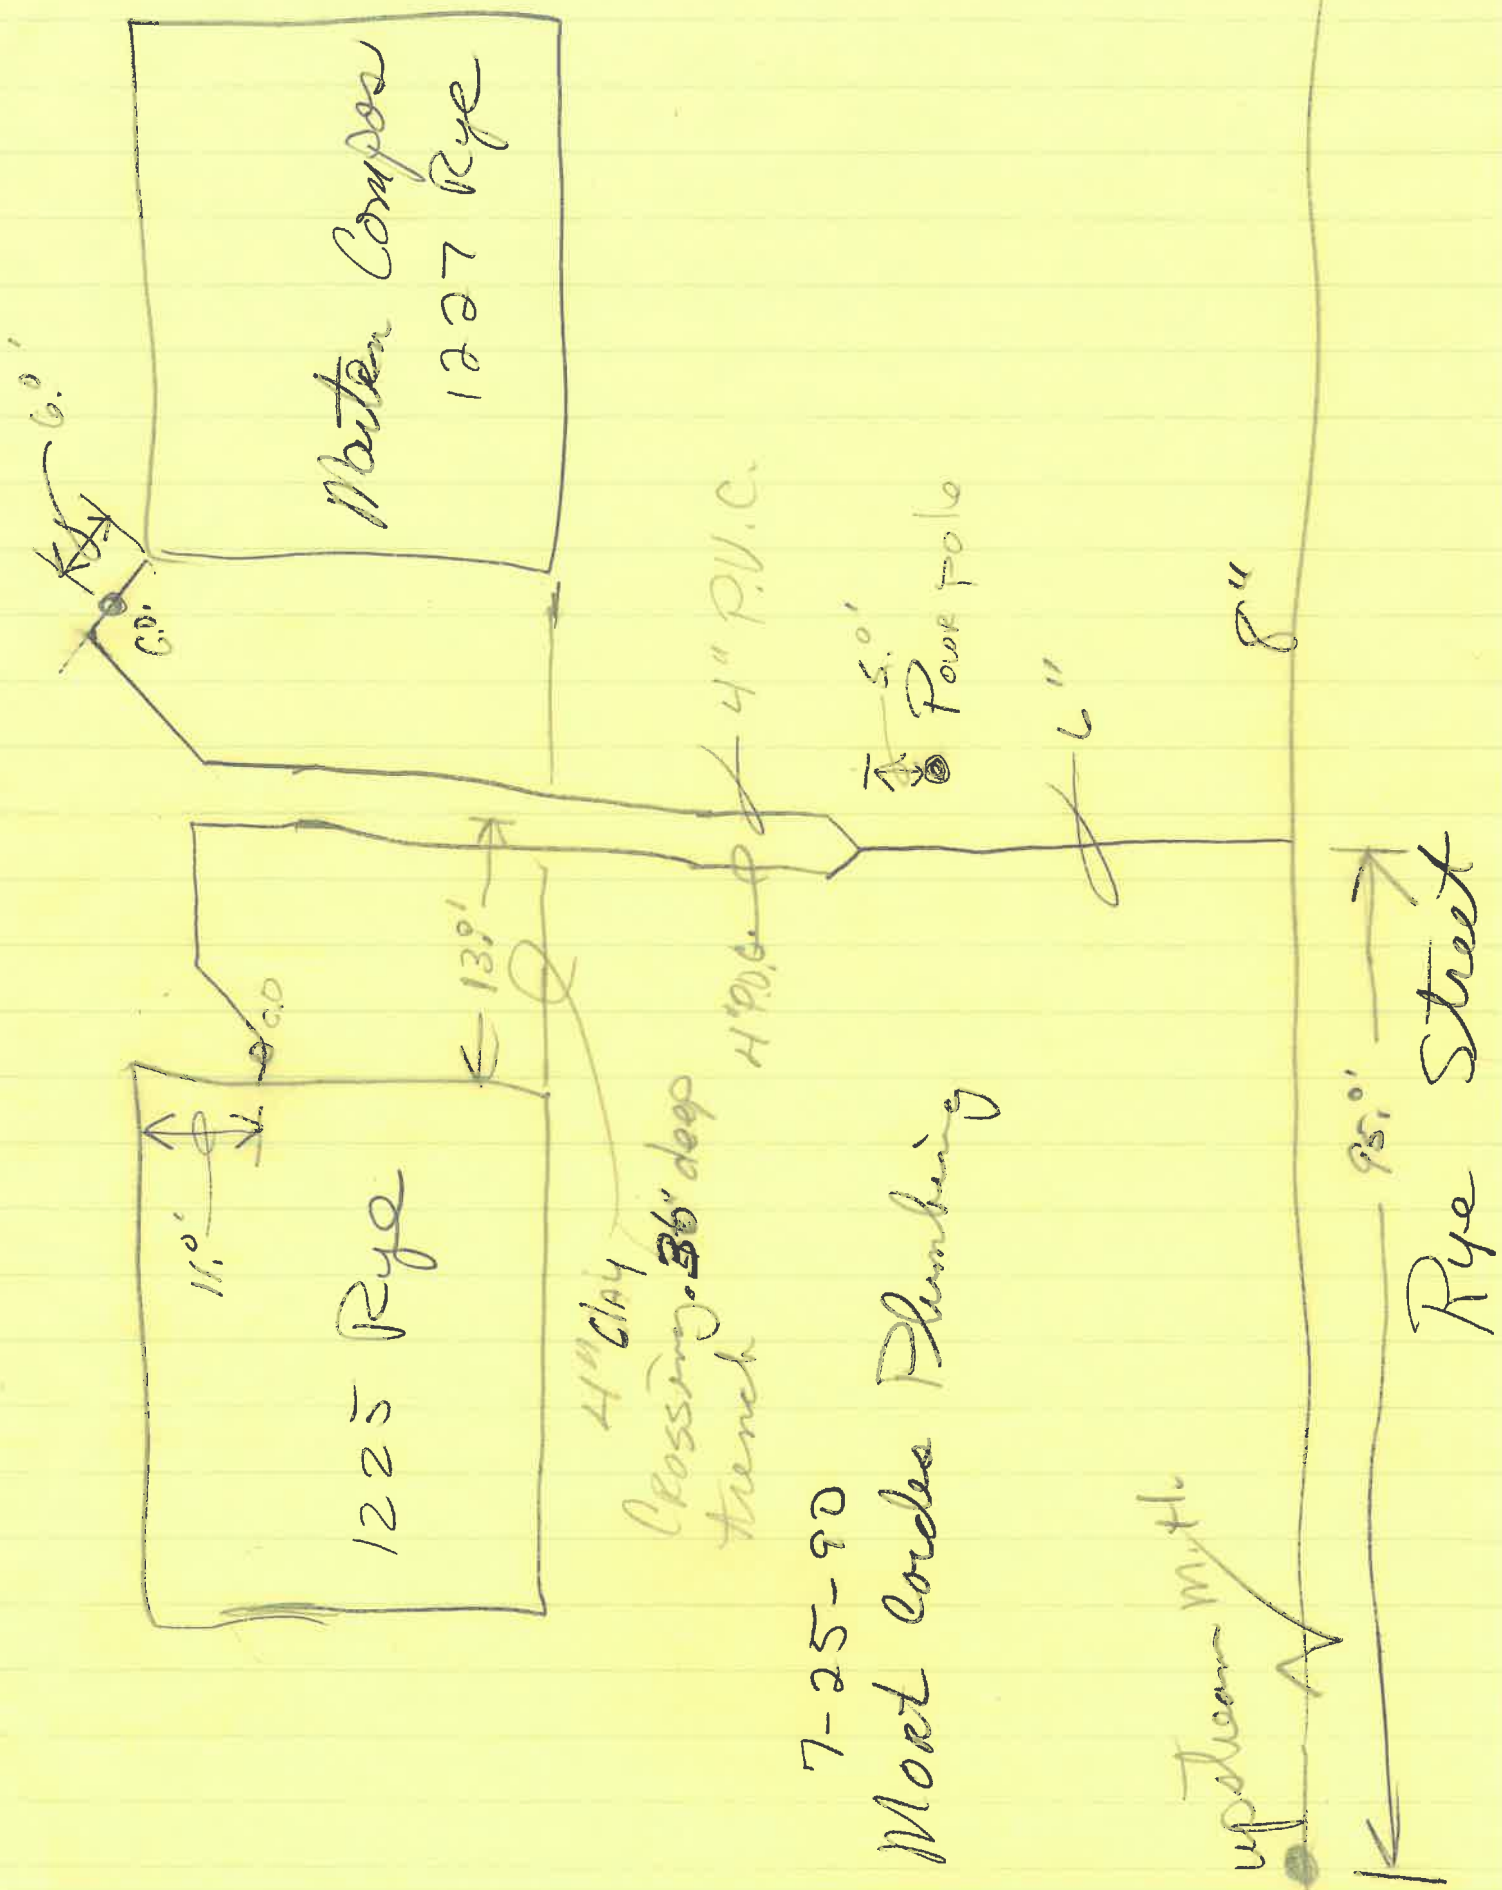 6.0'
C.O.
Marten Compos
1227 Rye
11.0'
C.O
1225 Rye
13.0'
4" Clay
Crossing 36" deep
trench
4" P.V.C.
4" P.V.C.
5.0'
Powr Pole
7-25-90
Mort Cordes Plumbing
6"
8"
upstream M.H.
95.0'
Rye Street